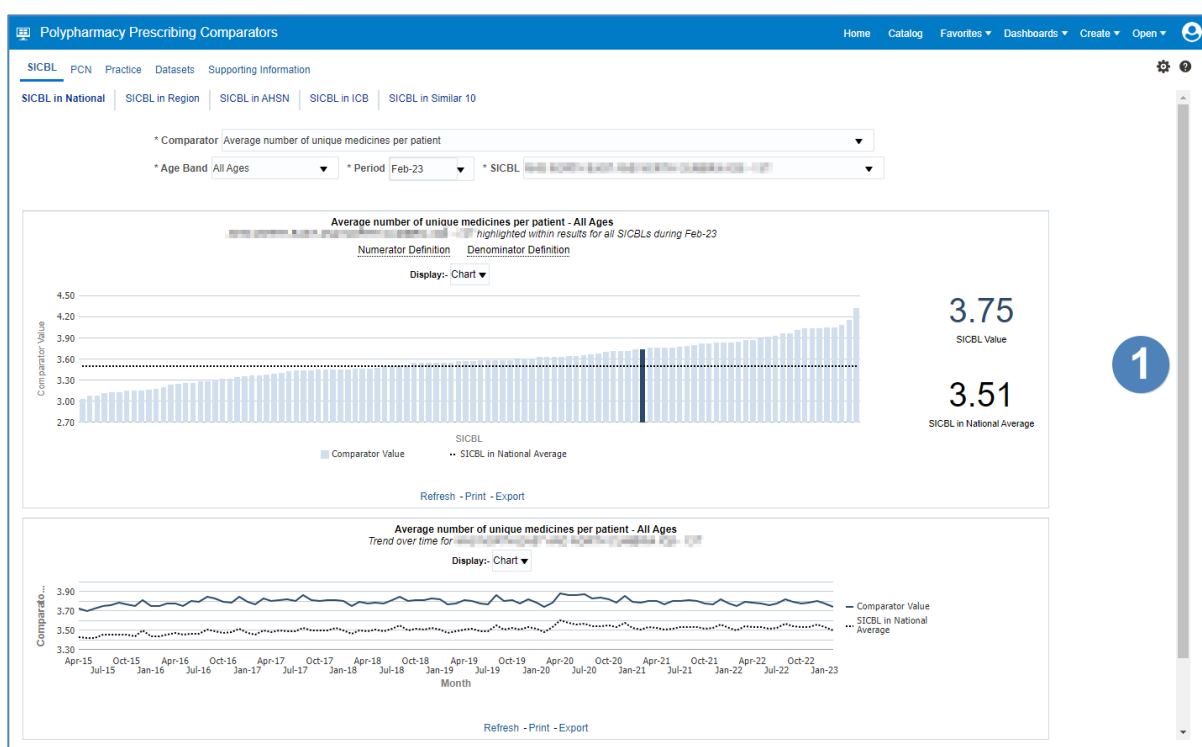 Polypharmacy Prescribing Comparators
Home Catalog Favorites Dashboards Create Open
SICBL PCN Practice Datasets Supporting Information
SICBL in National SICBL in Region SICBL in AHSN SICBL in ICB SICBL in Similar 10
* Comparator Average number of unique medicines per patient
* Age Band All Ages * Period Feb-23 * SICBL
Average number of unique medicines per patient - All Ages
highlighted within results for all SICBLs during Feb-23
Numerator Definition Denominator Definition
Display:- Chart
4.50
4.20
3.90
3.60
3.30
3.00
2.70
Comparator Value
SICBL
Comparator Value SICBL in National Average
3.75
SICBL Value
3.51
SICBL in National Average
1
Refresh - Print - Export
Average number of unique medicines per patient - All Ages
Trend over time for
Display:- Chart
3.90
3.70
3.50
3.30
Comparato...
Comparator Value
SICBL in National
Average
Apr-15 Oct-15 Apr-16 Oct-16 Apr-17 Oct-17 Apr-18 Oct-18 Apr-19 Oct-19 Apr-20 Oct-20 Apr-21 Oct-21 Apr-22 Oct-22
Jul-15 Jan-16 Jul-16 Jan-17 Jul-17 Jan-18 Jul-18 Jan-19 Jul-19 Jan-20 Jul-20 Jan-21 Jul-21 Jan-22 Jul-22 Jan-23
Month
Refresh - Print - Export